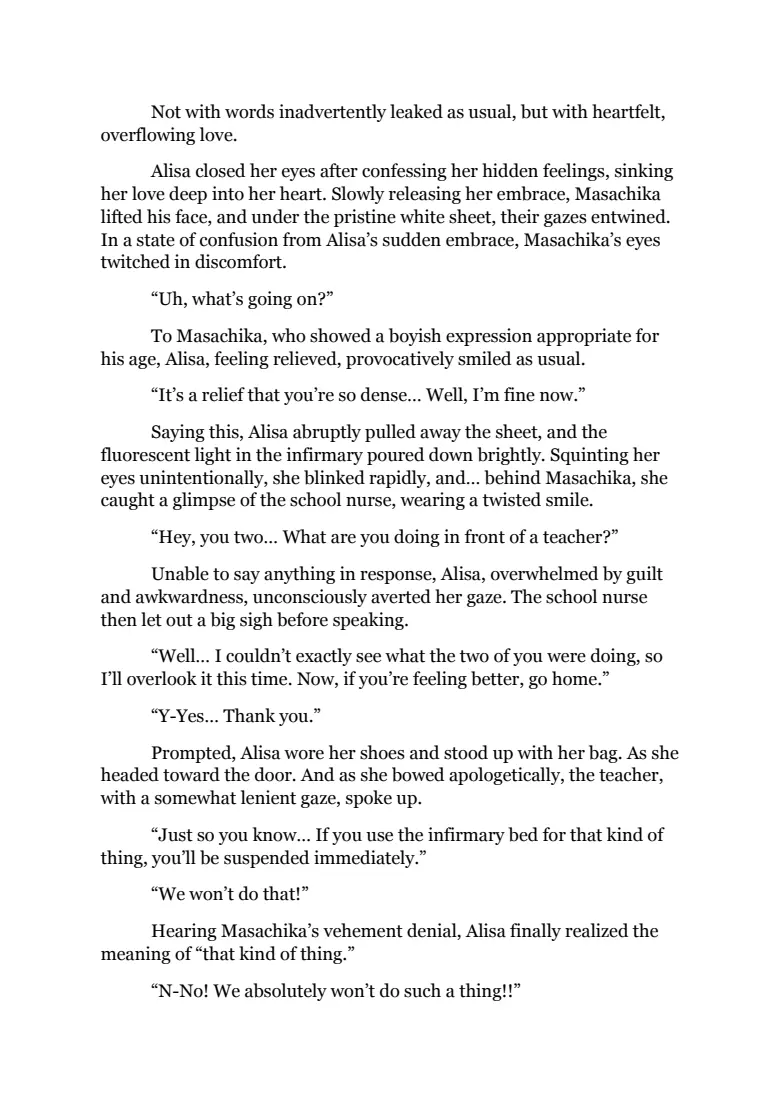 Not with words inadvertently leaked as usual, but with heartfelt,
overflowing love.
Alisa closed her eyes after confessing her hidden feelings, sinking
her love deep into her heart. Slowly releasing her embrace, Masachika
lifted his face, and under the pristine white sheet, their gazes entwined.
In a state of confusion from Alisa’s sudden embrace, Masachika’s eyes
twitched in discomfort.
“Uh, what’s going on?”
To Masachika, who showed a boyish expression appropriate for
his age, Alisa, feeling relieved, provocatively smiled as usual.
“It’s a relief that you’re so dense… Well, I’m fine now.”
Saying this, Alisa abruptly pulled away the sheet, and the
fluorescent light in the infirmary poured down brightly. Squinting her
eyes unintentionally, she blinked rapidly, and… behind Masachika, she
caught a glimpse of the school nurse, wearing a twisted smile.
“Hey, you two… What are you doing in front of a teacher?”
Unable to say anything in response, Alisa, overwhelmed by guilt
and awkwardness, unconsciously averted her gaze. The school nurse
then let out a big sigh before speaking.
“Well… I couldn’t exactly see what the two of you were doing, so
I’ll overlook it this time. Now, if you’re feeling better, go home.”
“Y-Yes… Thank you.”
Prompted, Alisa wore her shoes and stood up with her bag. As she
headed toward the door. And as she bowed apologetically, the teacher,
with a somewhat lenient gaze, spoke up.
“Just so you know… If you use the infirmary bed for that kind of
thing, you’ll be suspended immediately.”
“We won’t do that!”
Hearing Masachika’s vehement denial, Alisa finally realized the
meaning of “that kind of thing.”
“N-No! We absolutely won’t do such a thing!!”